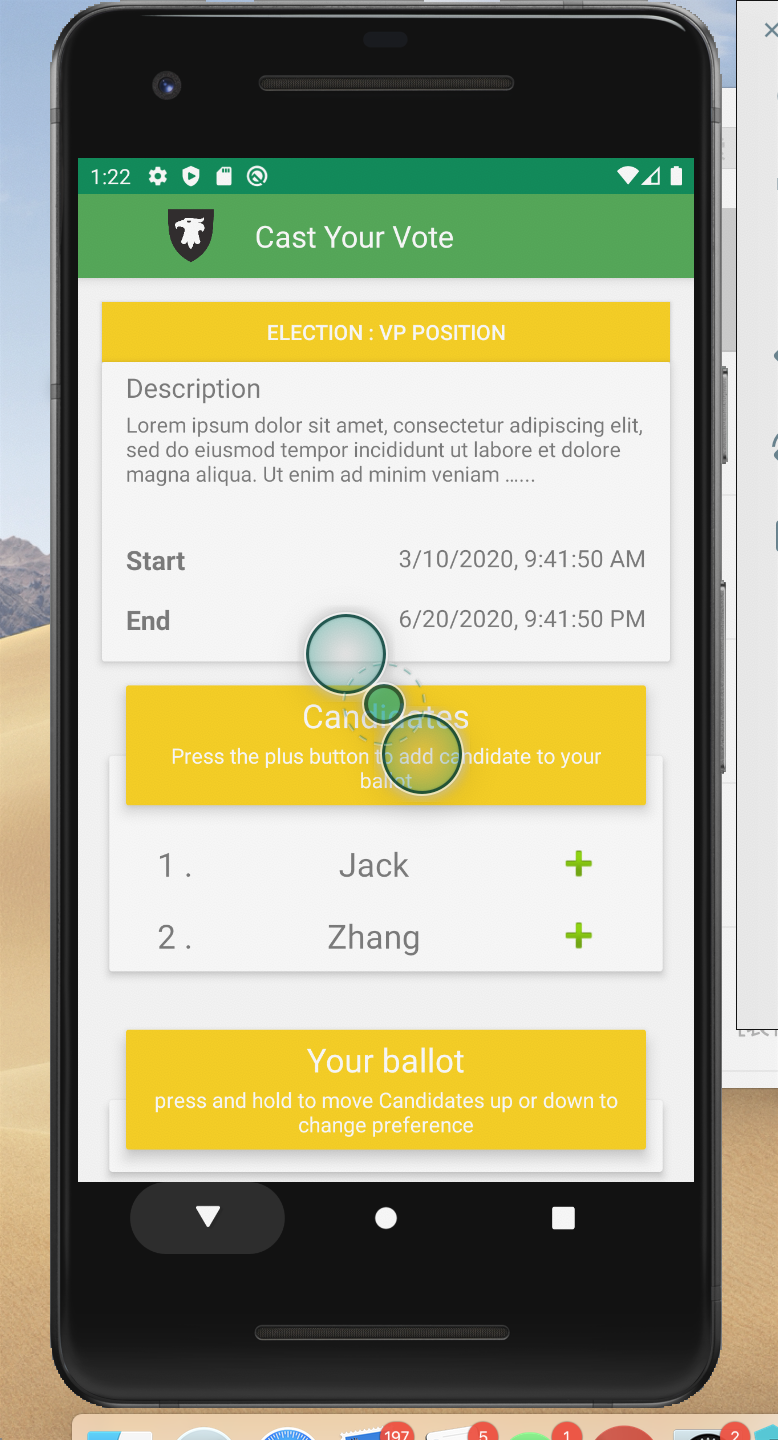 1:22
Cast Your Vote
ELECTION : VP POSITION
Description
Lorem ipsum dolor sit amet, consectetur adipiscing elit,
sed do eiusmod tempor incididunt ut labore et dolore
magna aliqua. Ut enim ad minim veniam ......
Start 3/10/2020, 9:41:50 AM
End 6/20/2020, 9:41:50 PM
Candidates
Press the plus button to add candidate to your
ballot
1 . Jack
2 . Zhang
Your ballot
press and hold to move Candidates up or down to
change preference
197 5 1 2